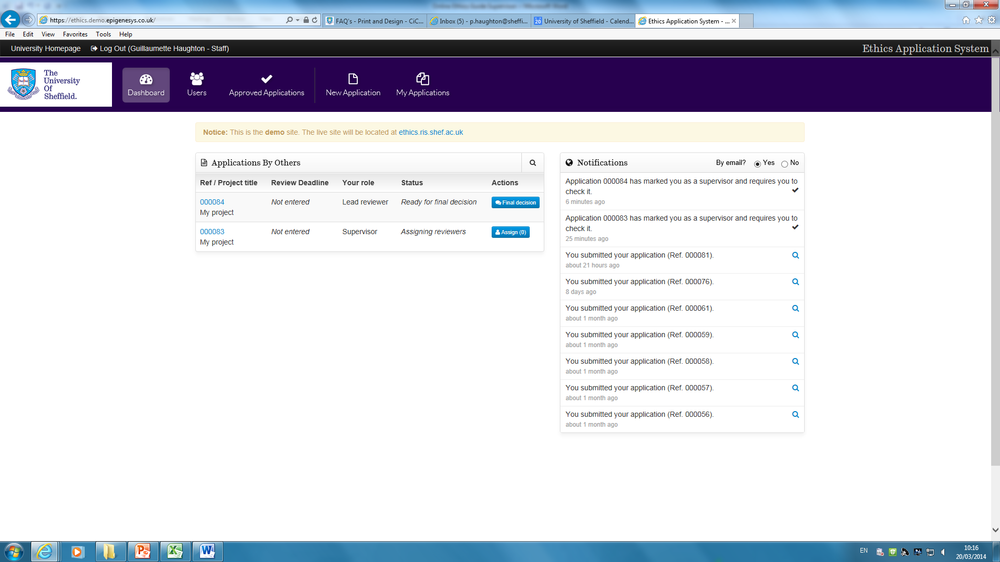 https://ethics.demo.epigenesys.co.uk/
FAQ's - Print and Design - CiC...
Inbox (5) - p.haughton@sheffi...
20 University of Sheffield - Calend...
Ethics Application System - ...
File Edit View Favorites Tools Help
University Homepage Log Out (Guillaumette Haughton - Staff) Ethics Application System
The
University
Of
Sheffield.
Dashboard Users Approved Applications New Application My Applications
Notice: This is the demo site. The live site will be located at ethics.ris.shef.ac.uk
Applications By Others
Ref / Project title Review Deadline Your role Status Actions
000084 Not entered Lead reviewer Ready for final decision Final decision
My project
000083 Not entered Supervisor Assigning reviewers Assign (0)
My project
Notifications By email? Yes No
Application 000084 has marked you as a supervisor and requires you to
check it.
6 minutes ago
Application 000083 has marked you as a supervisor and requires you to
check it.
25 minutes ago
You submitted your application (Ref. 000081).
about 21 hours ago
You submitted your application (Ref. 000076).
8 days ago
You submitted your application (Ref. 000061).
about 1 month ago
You submitted your application (Ref. 000059).
about 1 month ago
You submitted your application (Ref. 000058).
about 1 month ago
You submitted your application (Ref. 000057).
about 1 month ago
You submitted your application (Ref. 000056).
about 1 month ago
EN
10:16
20/03/2014